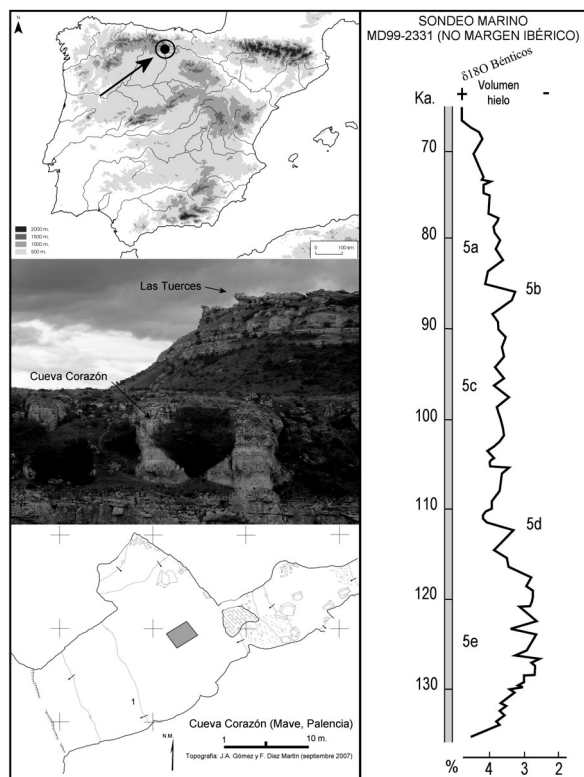 N
2000 m.
1500 m.
1000 m.
500 m.
0 100 km
Las Tuerces
Cueva Corazón
1
Cueva Corazón (Mave, Palencia)
1 10 m.
N.M.
Topografía: J.A. Gómez y F. Diez Martín (septiembre 2007)
SONDEO MARINO
MD99-2331 (NO MARGEN IBÉRICO)
δ18O Bénticos
Ka. + Volumen -
hielo
70
80
5a
5b
90
5c
100
110
5d
120
5e
130
% 4 3 2